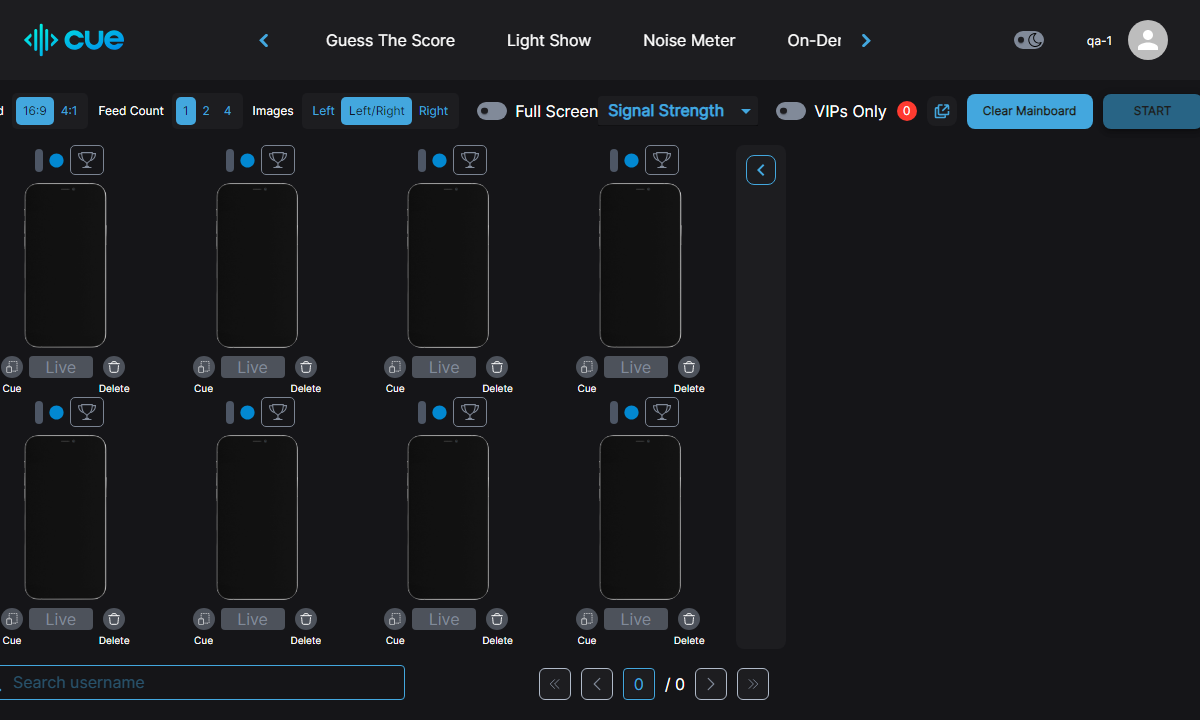 cue
Guess The Score Light Show Noise Meter On-Der
qa-1
d 16:9 4:1 Feed Count 1 2 4 Images Left Left/Right Right Full Screen Signal Strength VIPs Only 0 Clear Mainboard START
Live Live Live Live
Cue Delete Cue Delete Cue Delete Cue Delete
Live Live Live Live
Cue Delete Cue Delete Cue Delete Cue Delete
Search username
0 / 0